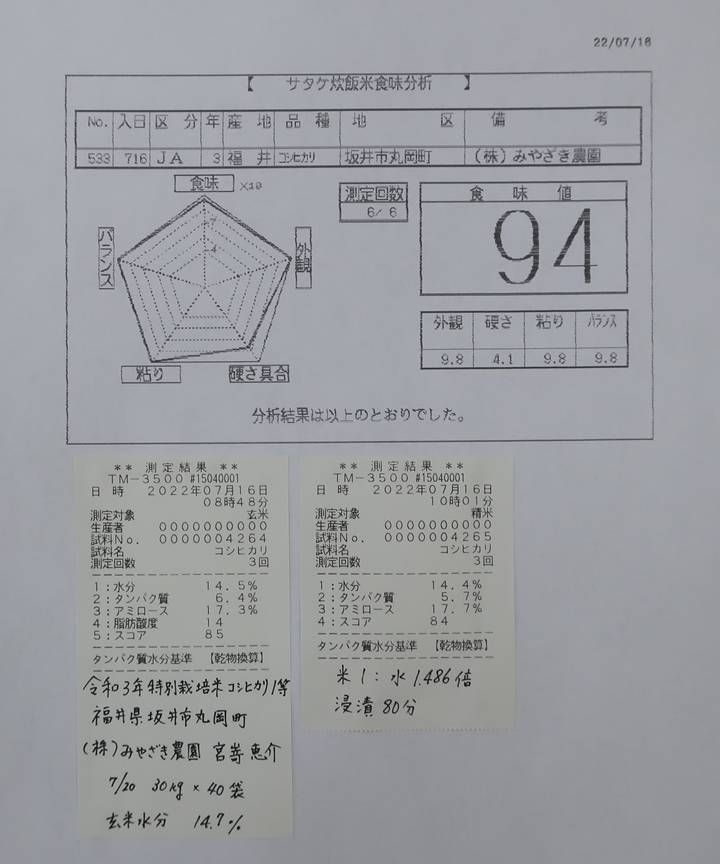 22/07/16
【 サタケ炊飯米食味分析 】
No. 入日 区分 年 産地 品種 地区 備考
533 716 JA 3 福井 コシヒカリ 坂井市丸岡町 (株)みやざき農園
食味 ×10
7
4
バランス
外観
粘り
硬さ具合
測定回数
6/ 6
食味値
94
外観 硬さ 粘り バランス
9.8 4.1 9.8 9.8
分析結果は以上のとおりでした。
** 測定結果 **
TM-3500 #15040001
日 時 2022年07月16日
08時48分
測定対象 玄米
生産者 00000000000
試料No. 0000004264
試料名 コシヒカリ
測定回数 3回
1:水分 14.5%
2:タンパク質 6.4%
3:アミロース 17.3%
4:脂肪酸度 14
5:スコア 85
タンパク質水分基準 【乾物換算】
令和3年特別栽培米コシヒカリ1等
福井県坂井市丸岡町
(株)みやざき農園 宮嵜恵介
7/20 30kg×40袋
玄米水分 14.7%
** 測定結果 **
TM-3500 #15040001
日 時 2022年07月16日
10時01分
測定対象 精米
生産者 00000000000
試料No. 0000004265
試料名 コシヒカリ
測定回数 3回
1:水分 14.4%
2:タンパク質 5.7%
3:アミロース 17.7%
4:スコア 84
タンパク質水分基準 【乾物換算】
米1:水1.486倍
浸漬80分